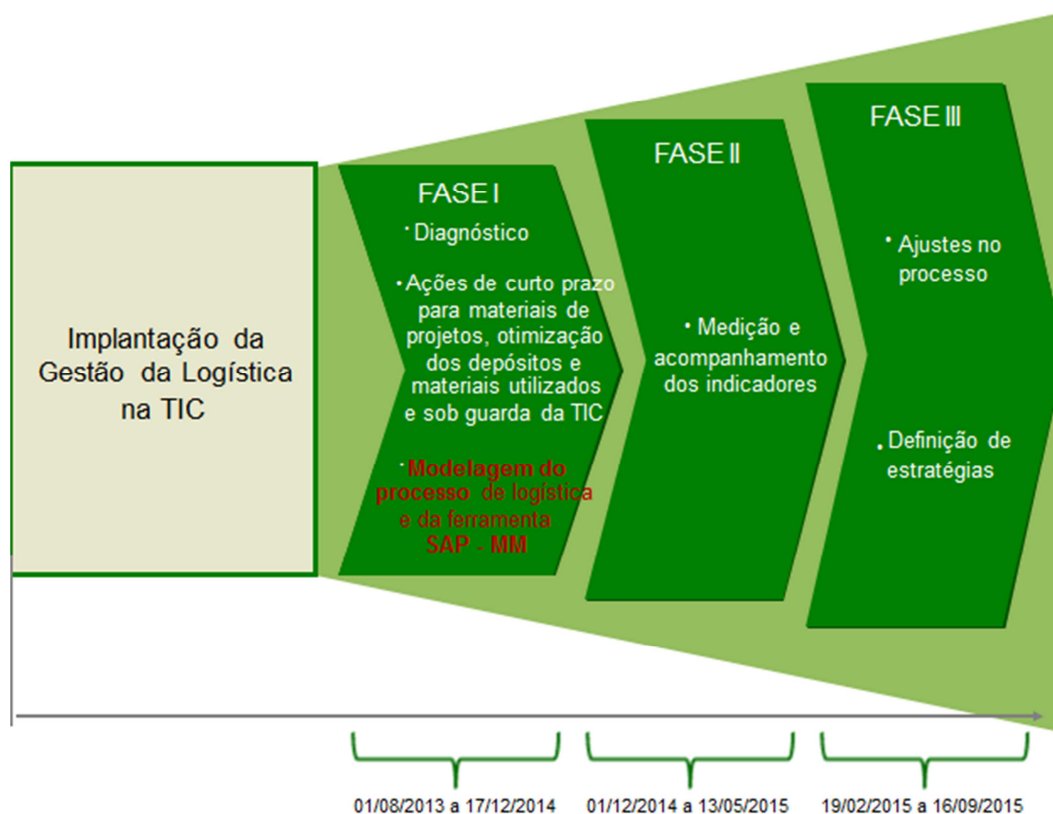 Implantação da
Gestão da Logística
na TIC
FASE I
• Diagnóstico
• Ações de curto prazo
para materiais de
projetos, otimização
dos depósitos e
materiais utilizados
e sob guarda da TIC
• Modelagem do
processo de logística
e da ferramenta
SAP - MM
FASE II
• Medição e
acompanhamento
dos indicadores
FASE III
• Ajustes no
processo
• Definição de
estratégias
01/08/2013 a 17/12/2014
01/12/2014 a 13/05/2015
19/02/2015 a 16/09/2015